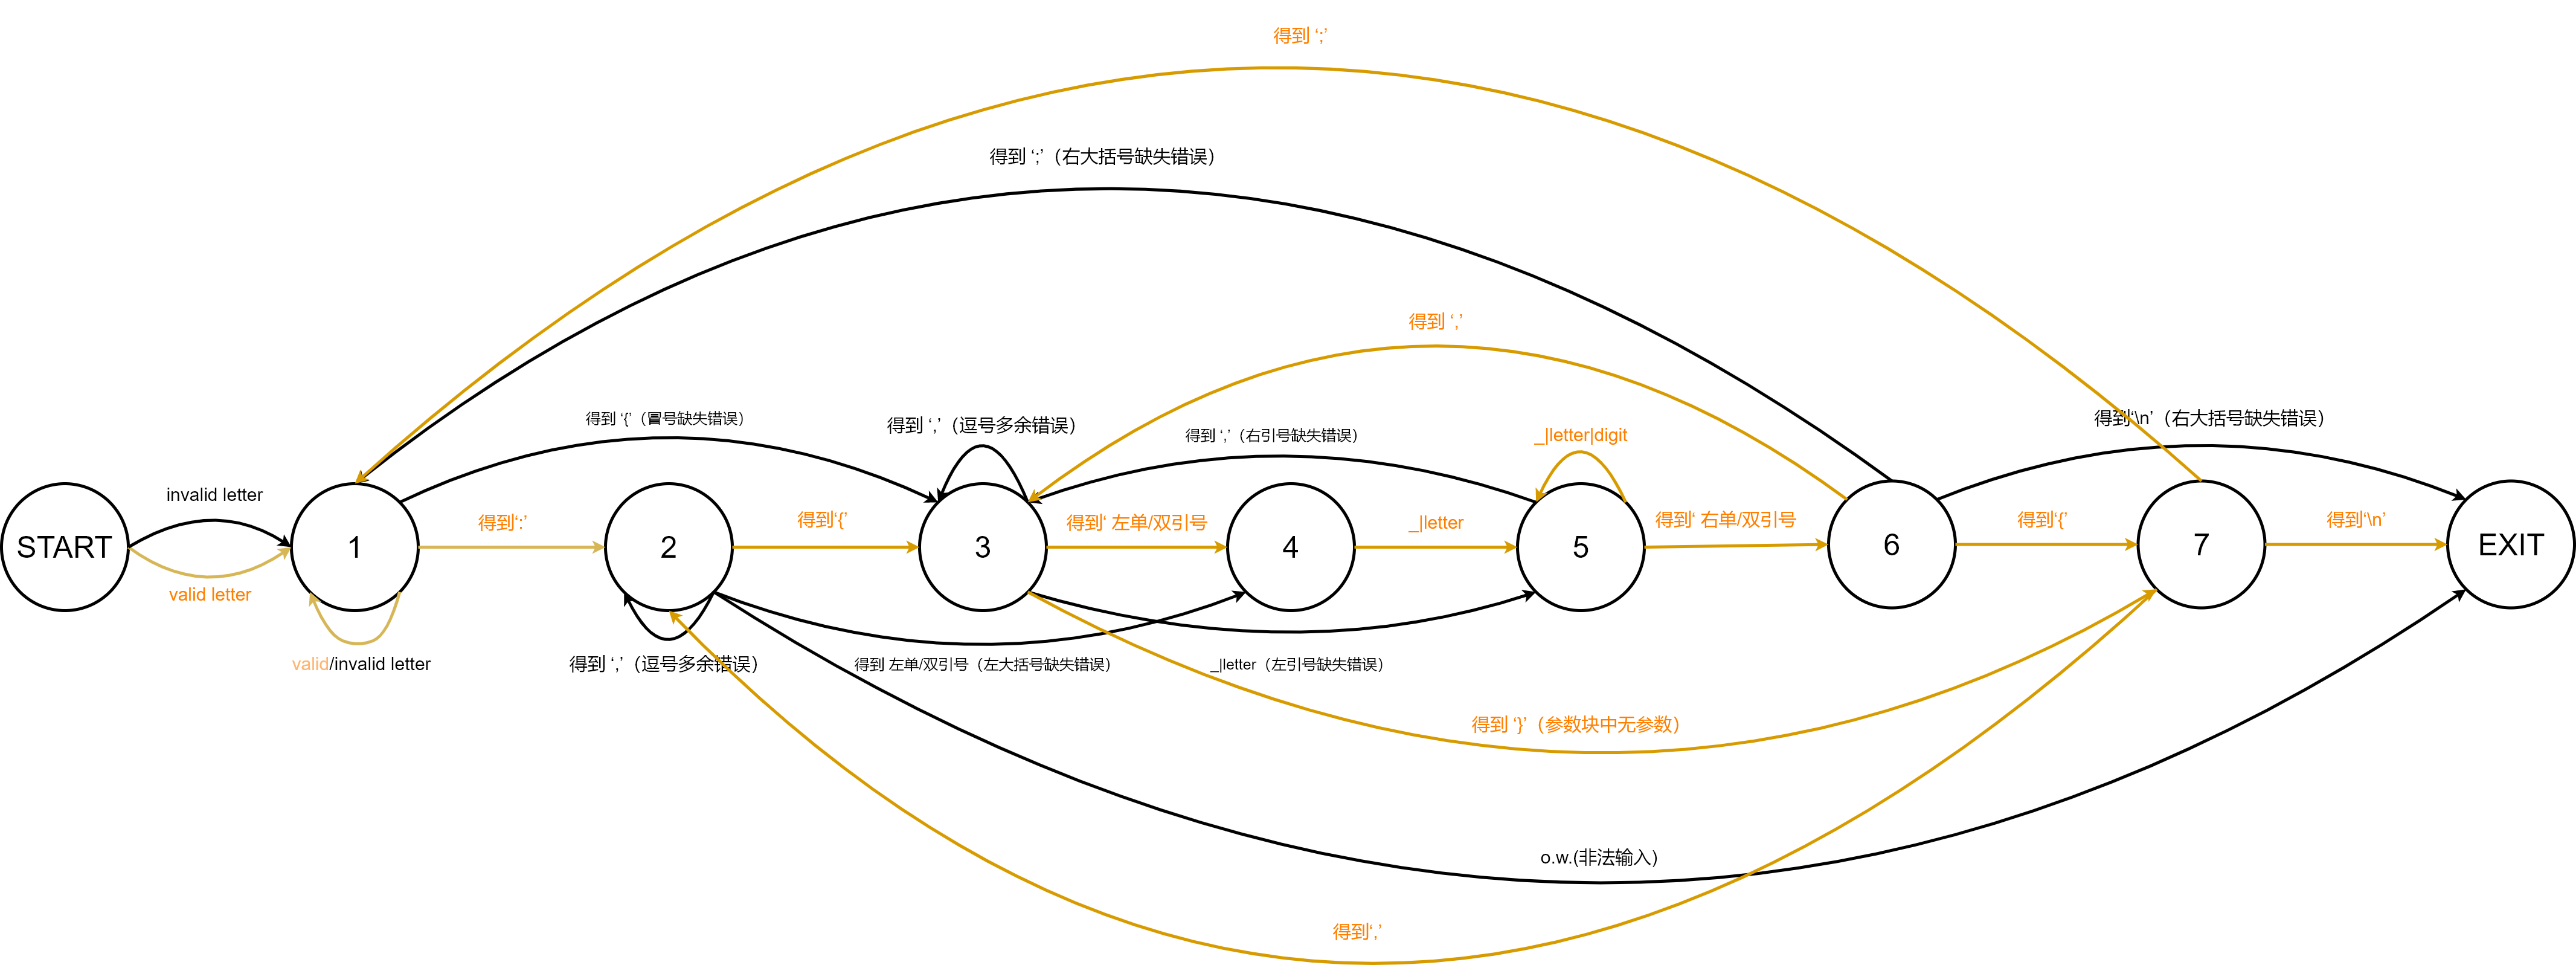 得到 ‘;’
得到 ‘;’（右大括号缺失错误）
得到 ‘,’
得到 ‘{’（冒号缺失错误）
得到 ‘,’（逗号多余错误）
得到 ‘,’（右引号缺失错误）
_|letter|digit
得到‘\n’（右大括号缺失错误）
invalid letter
得到‘:’
得到‘{’
得到‘ 左单/双引号
_|letter
得到‘ 右单/双引号
得到‘{’
得到‘\n’
START
1
2
3
4
5
6
7
EXIT
valid letter
valid/invalid letter
得到 ‘,’（逗号多余错误）
得到 左单/双引号（左大括号缺失错误）
_|letter（左引号缺失错误）
得到 ‘}’（参数块中无参数）
o.w.(非法输入)
得到‘,’